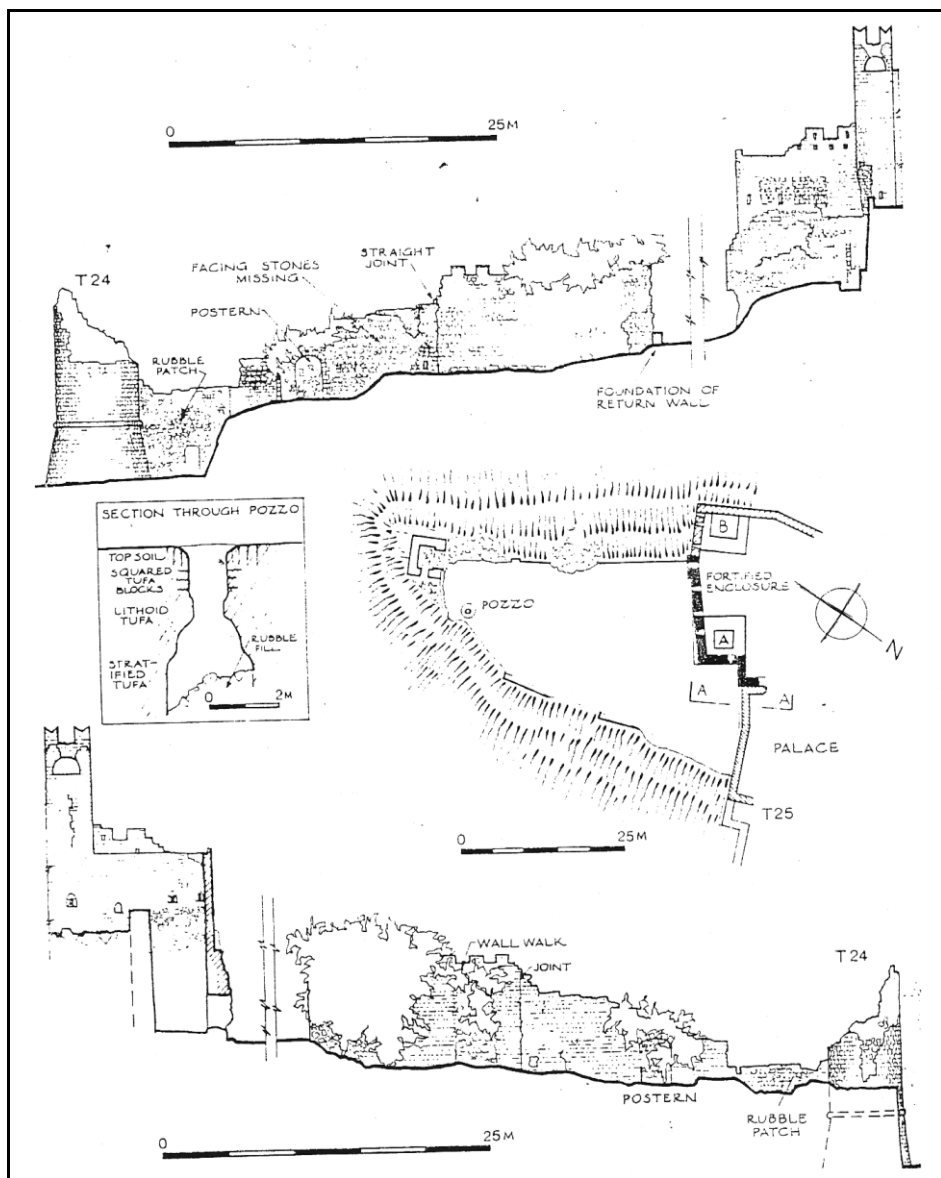 0 25M
T24
FACING STONES
MISSING
STRAIGHT
JOINT
POSTERN
RUBBLE
PATCH
FOUNDATION OF
RETURN WALL
SECTION THROUGH POZZO
TOP SOIL
SQUARED
TUFA
BLOCKS
LITHOID
TUFA
STRAT-
IFIED
TUFA
RUBBLE
FILL
0 2M
B
FORTIFIED
ENCLOSURE
POZZO
A
A A
N
PALACE
T25
0 25M
WALL WALK
JOINT
T24
POSTERN
RUBBLE
PATCH
0 25M